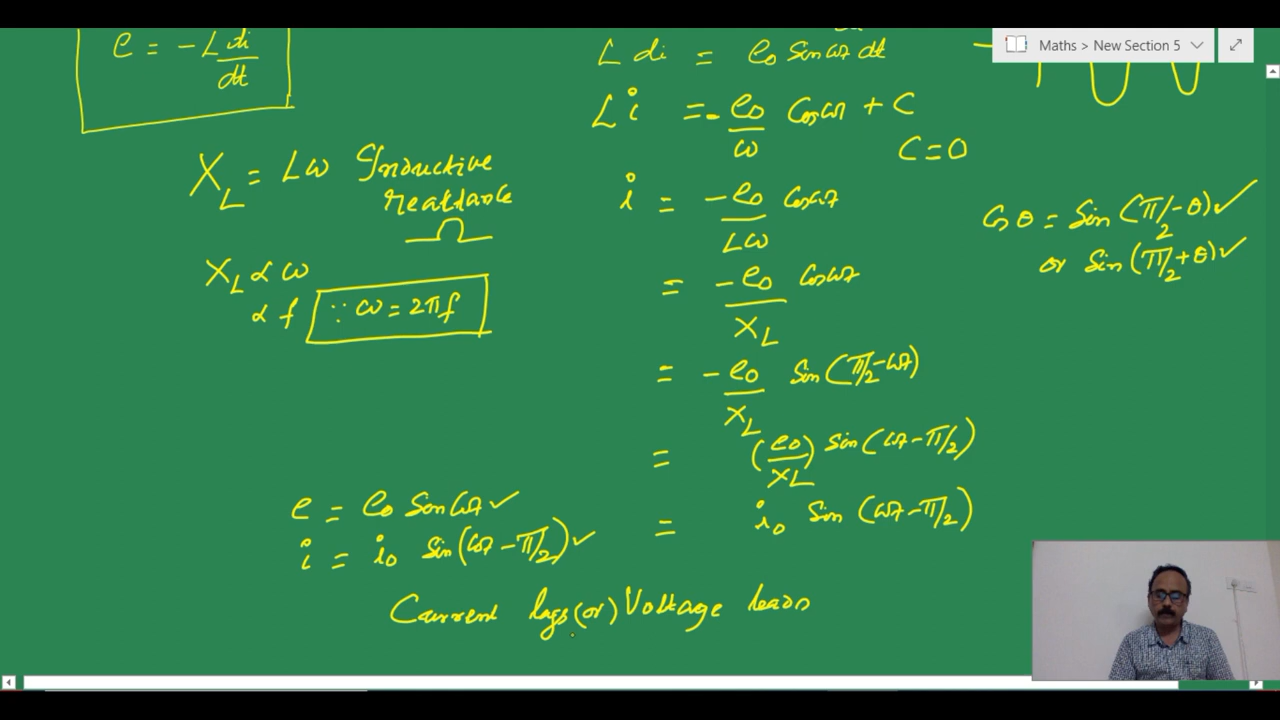 Maths > New Section 5
e = -L di/dt
L di = e₀ Sin ωt dt
L i = - e₀/ω Cos ωt + C
C = 0
X_L = Lω Inductive
reactance
i = -e₀/Lω Cos ωt
Cos θ = Sin (π/2 - θ) ✓
or Sin (π/2 + θ) ✓
X_L ∝ ω
∝ f ∵ ω = 2πf
= -e₀/X_L Cos ωt
= -e₀/X_L Sin (π/2 - ωt)
= (e₀/X_L) Sin (ωt - π/2)
= i₀ Sin (ωt - π/2)
e = e₀ Sin ωt ✓
i = i₀ Sin (ωt - π/2) ✓
Current lags (or) Voltage leads